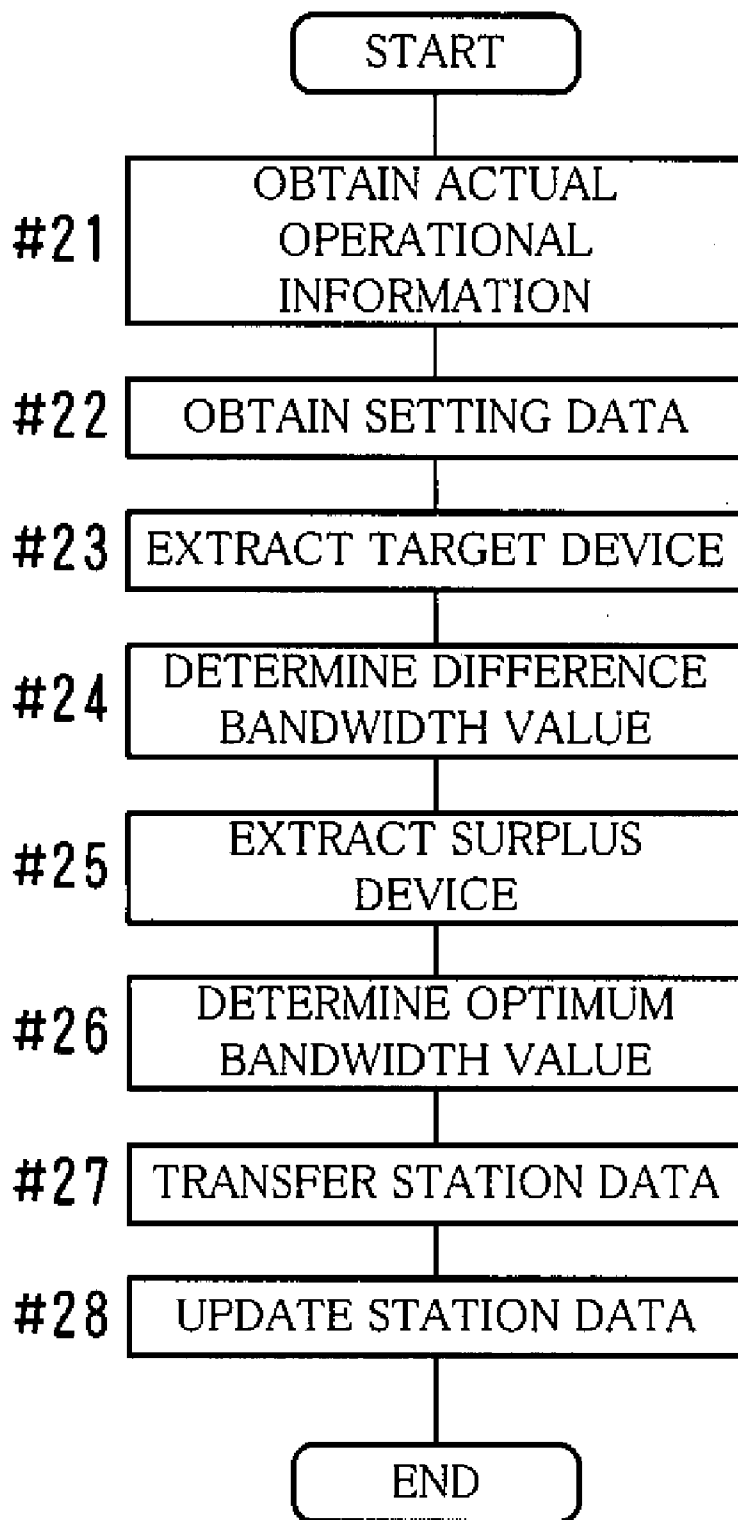 START
#21
OBTAIN ACTUAL
OPERATIONAL
INFORMATION
#22
OBTAIN SETTING DATA
#23
EXTRACT TARGET DEVICE
#24
DETERMINE DIFFERENCE
BANDWIDTH VALUE
#25
EXTRACT SURPLUS
DEVICE
#26
DETERMINE OPTIMUM
BANDWIDTH VALUE
#27
TRANSFER STATION DATA
#28
UPDATE STATION DATA
END